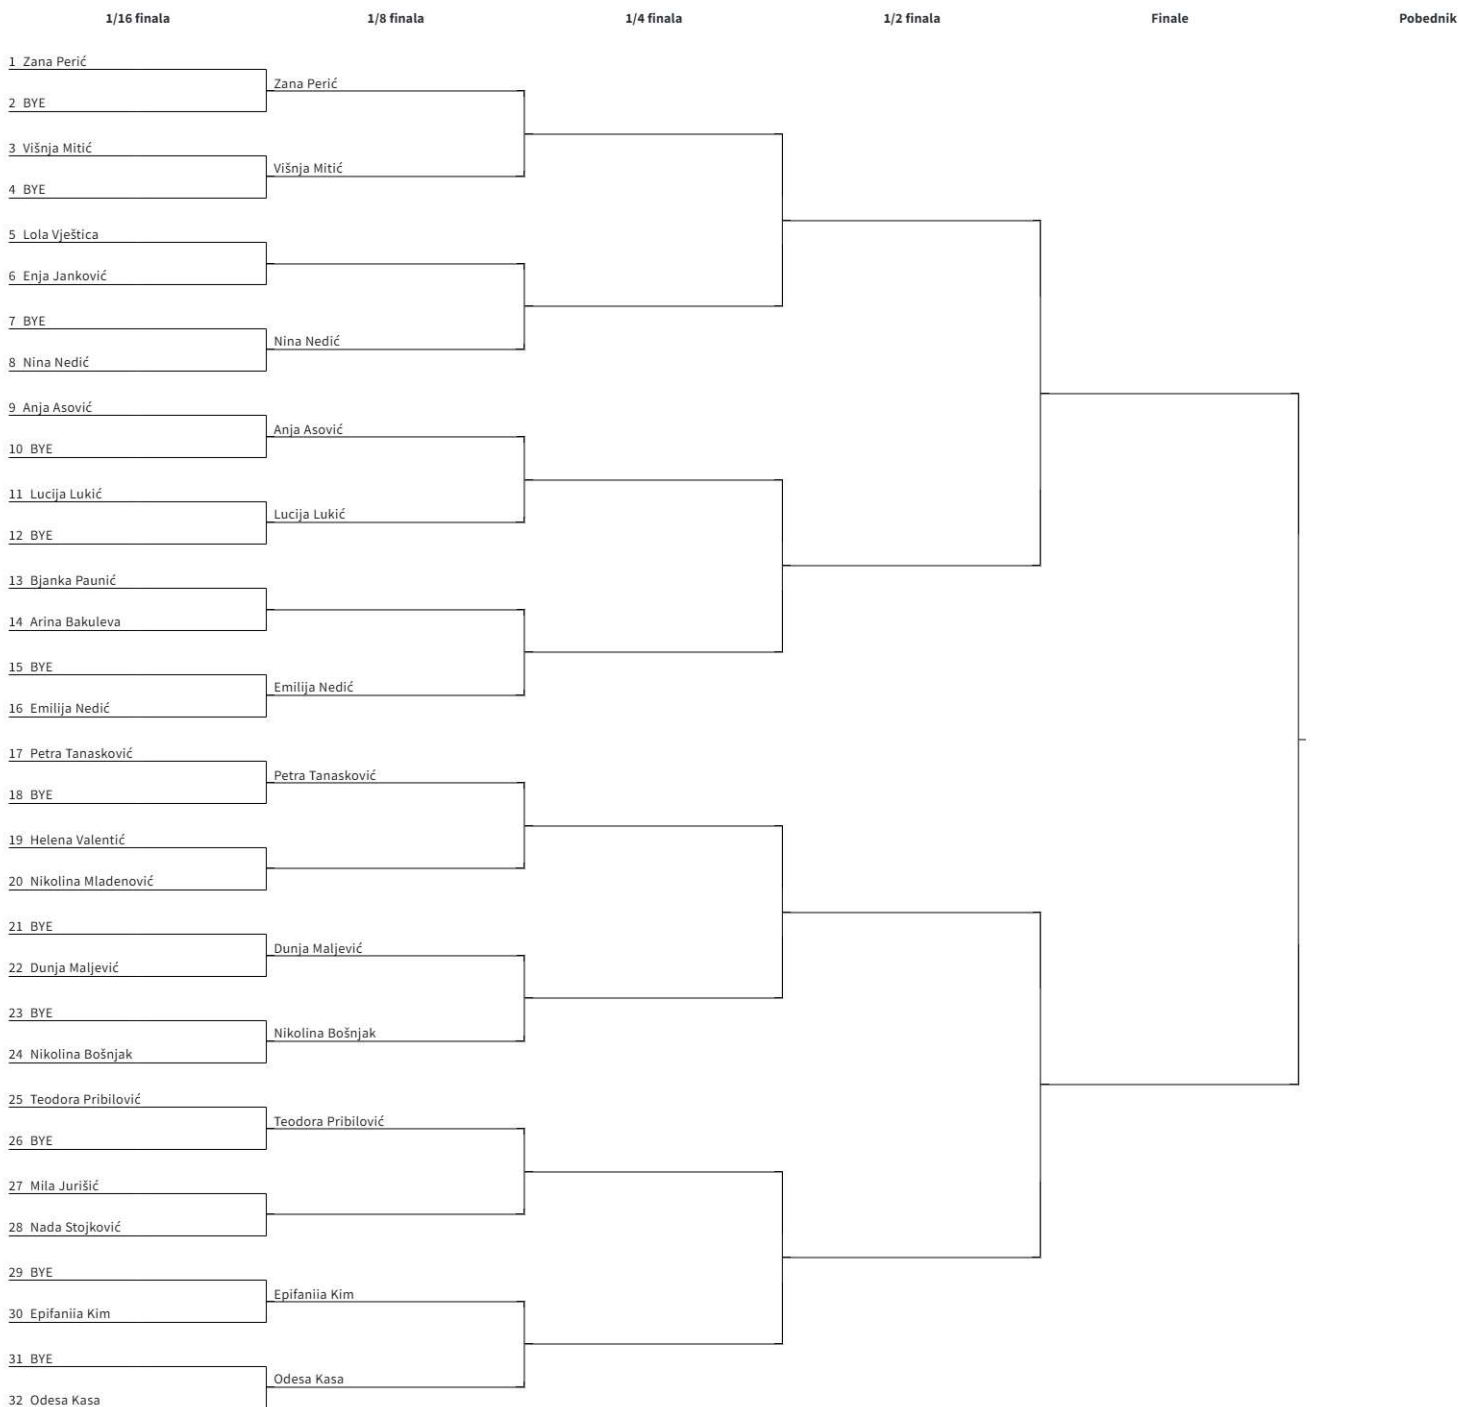 1/16 finala 1/8 finala 1/4 finala 1/2 finala Finale Pobednik
1 Zana Perić
Zana Perić
2 BYE
3 Višnja Mitić
Višnja Mitić
4 BYE
5 Lola Vještica
6 Enja Janković
7 BYE
Nina Nedić
8 Nina Nedić
9 Anja Asović
Anja Asović
10 BYE
11 Lucija Lukić
Lucija Lukić
12 BYE
13 Bjanka Paunić
14 Arina Bakuleva
15 BYE
Emilija Nedić
16 Emilija Nedić
17 Petra Tanasković
Petra Tanasković
18 BYE
19 Helena Valentić
20 Nikolina Mladenović
21 BYE
Dunja Maljević
22 Dunja Maljević
23 BYE
Nikolina Bošnjak
24 Nikolina Bošnjak
25 Teodora Pribilović
Teodora Pribilović
26 BYE
27 Mila Jurišić
28 Nada Stojković
29 BYE
Epifaniia Kim
30 Epifaniia Kim
31 BYE
Odesa Kasa
32 Odesa Kasa